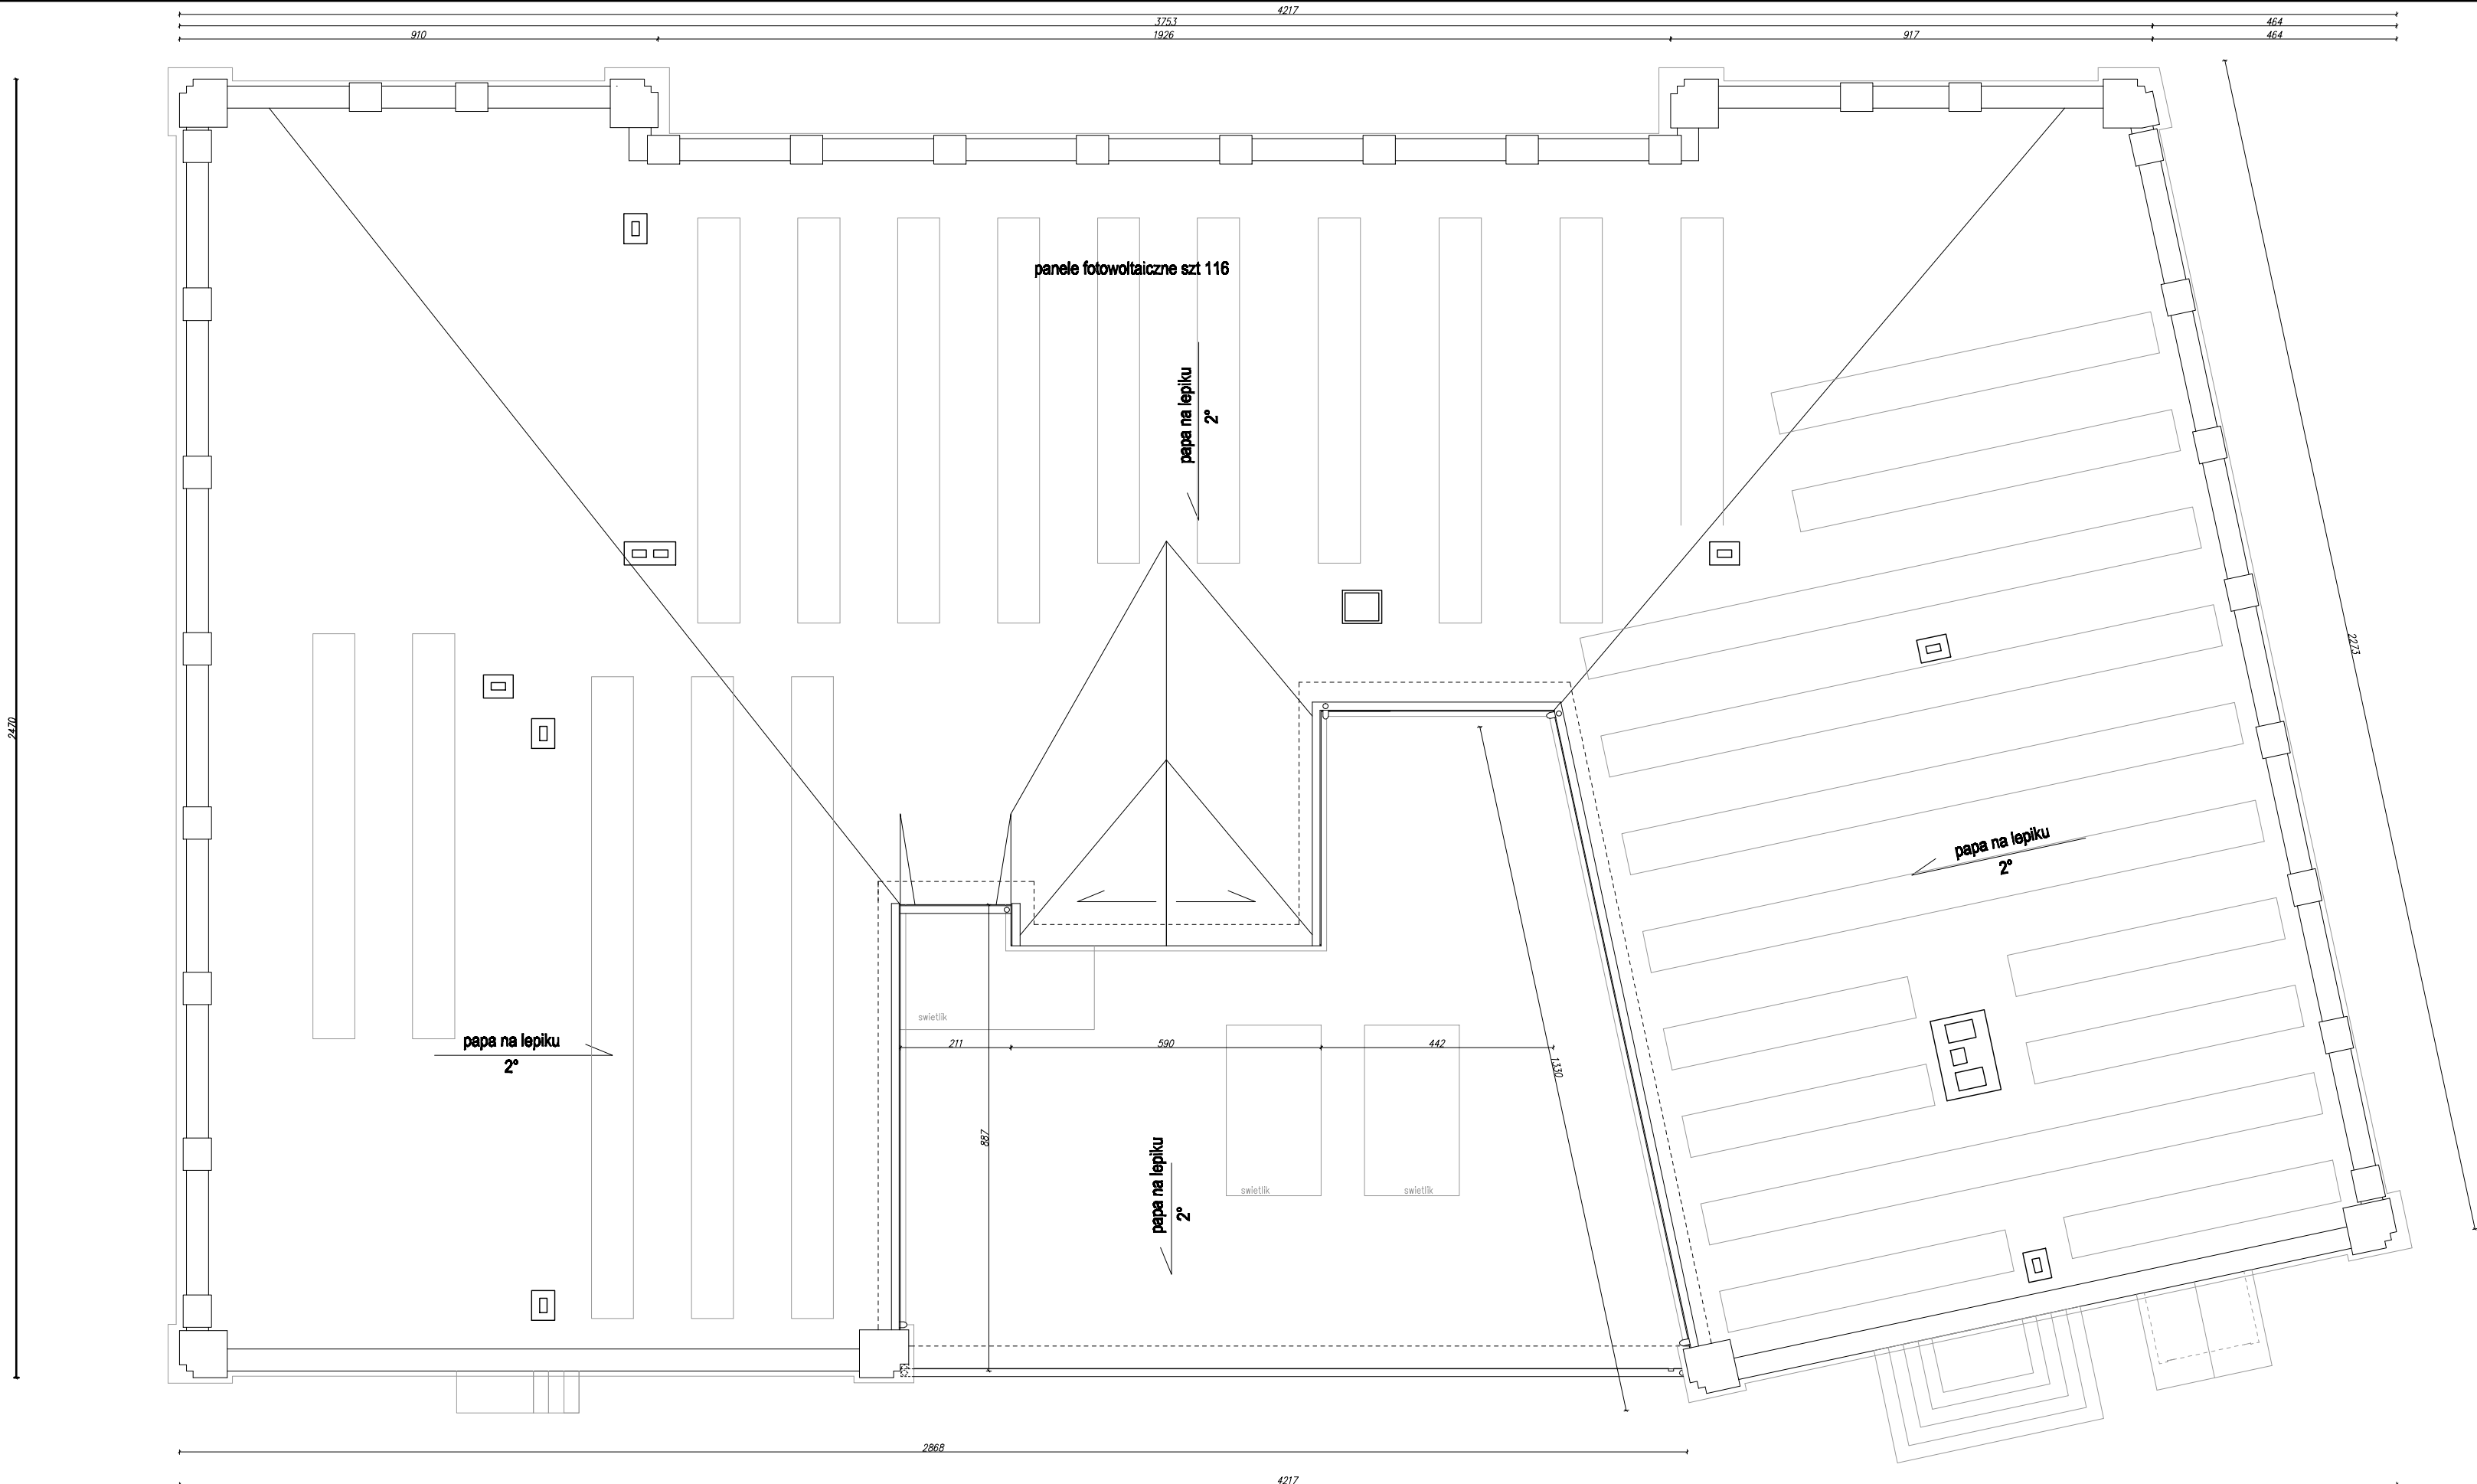 4217
3753
464
910
1926
917
464
panele fotowoltaiczne szt 116
papa na lepiku
2°
2273
2470
papa na lepiku
2°
swietlik
papa na lepiku
2°
211
590
442
1330
887
papa na lepiku
2°
swietlik
swietlik
2868
4217